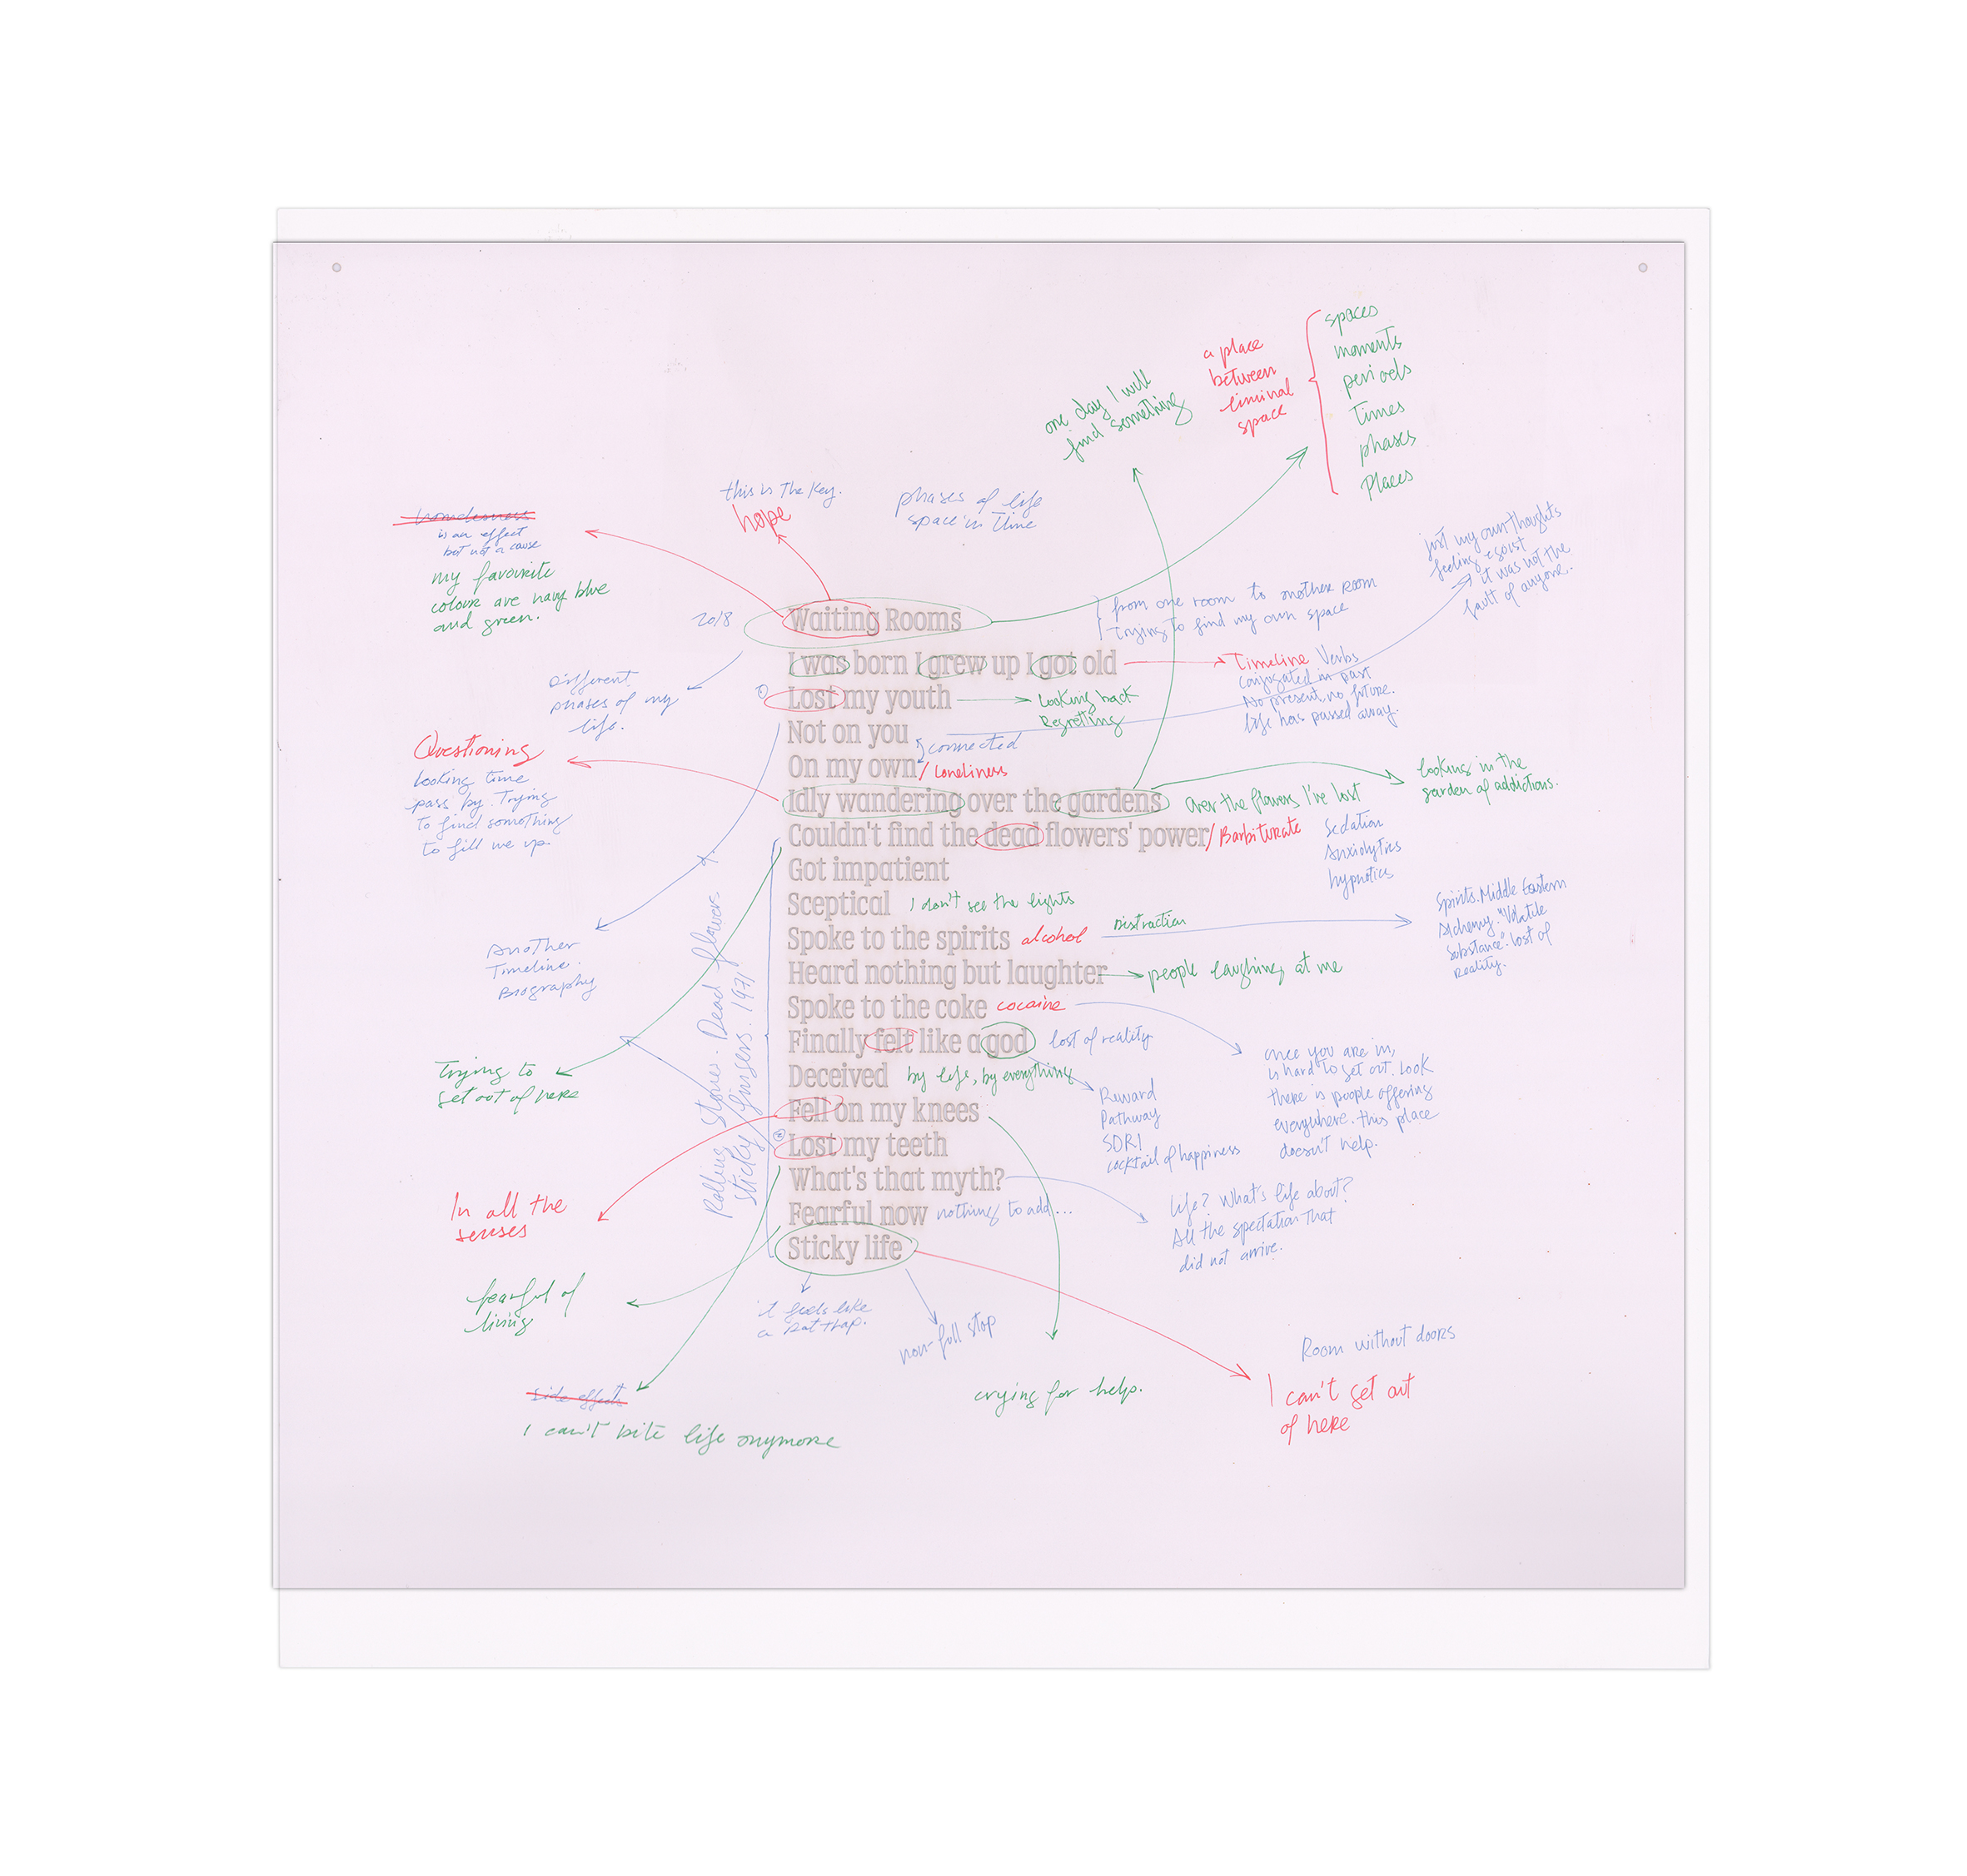 spaces
moments
periods
Times
phases
Places
a place
between
liminal
space
one day I will
find something
this is The Key.
hope
phases of life
space in Time
is an effect
but not a cause
my favourite
colour are navy blue
and green.
just my own thoughts
feeling egoist
it was not the
fault of anyone.
2018
Waiting Rooms
from one room to another room
trying to find my own space
I was born I grew up I got old
Timeline Verbs
conjugated in past
No present, no future.
life has passed away.
Different
phases of my
life.
1
Lost my youth
Looking back
Regretting
Not on you
connected
On my own / Loneliness
Questioning
Looking time
pass by. Trying
to find something
to fill me up.
Idly wandering over the gardens
Over the flowers I've lost
looking in the
garden of addictions.
Couldn't find the dead flowers' power / Barbiturate
Sedation
Anxiolytics
hypnotics
Got impatient
Sceptical I don't see the lights
Spoke to the spirits alcohol
Distraction
Spirits. Middle Eastern
Alchemy. "Volatile
Substance". lost of
Reality.
Another
Timeline.
Biography
Heard nothing but laughter
people laughing at me
Spoke to the coke cocaine
once you are in,
is hard to get out. Look
there is people offering
everywhere. this place
doesn't help.
Finally felt like a god lost of reality
Deceived by life, by everything
Reward
Pathway
SDRI
cocktail of happiness
Trying to
get out of here
Rolling Stones - Dead flowers
Sticky fingers. 1971
Fell on my knees
2
Lost my teeth
What's that myth?
Life? What's life about?
All the spectation that
did not arrive.
Fearful now nothing to add...
Sticky life
In all the
senses
fearful of
living
it feels like
a rat trap.
non-full stop
Room without doors
I can't get out
of here
crying for help.
side effects
I can't bite life anymore